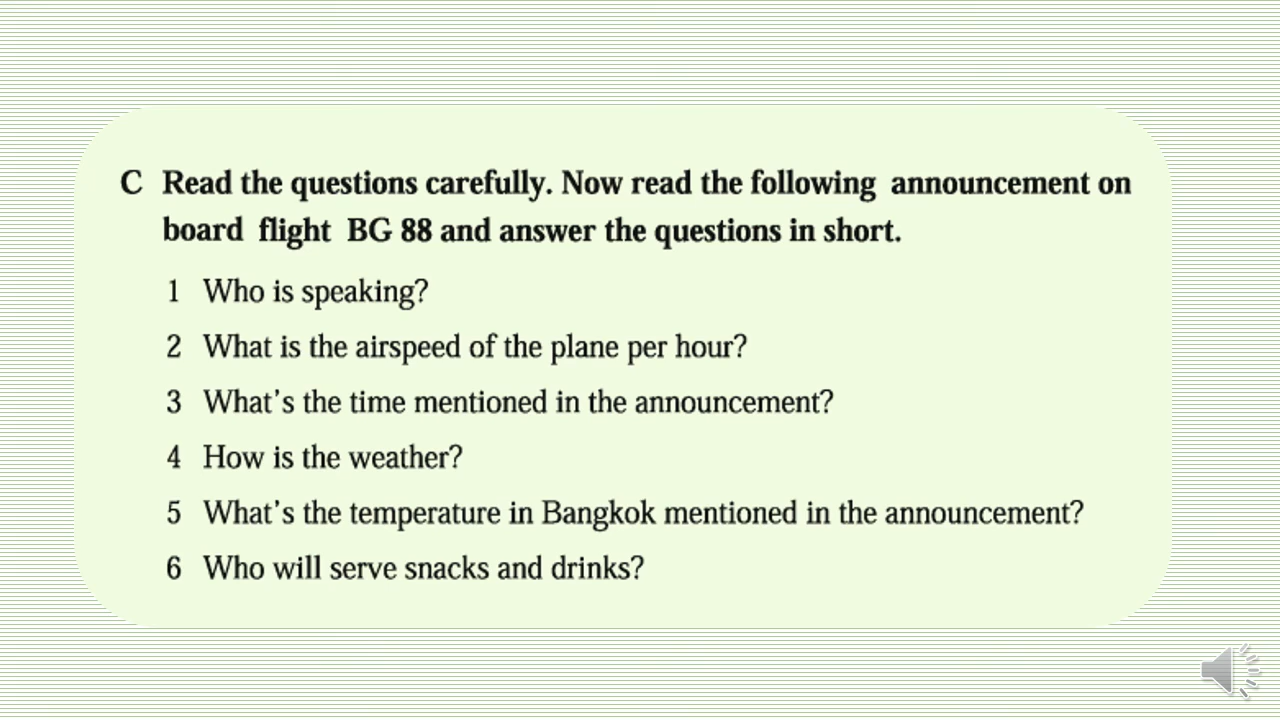 C Read the questions carefully. Now read the following announcement on
board flight BG 88 and answer the questions in short.
1 Who is speaking?
2 What is the airspeed of the plane per hour?
3 What's the time mentioned in the announcement?
4 How is the weather?
5 What's the temperature in Bangkok mentioned in the announcement?
6 Who will serve snacks and drinks?